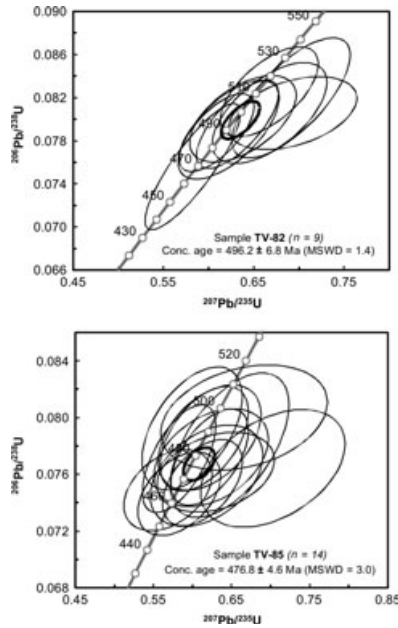 0.090
0.086
0.082
0.078
0.074
0.070
0.066
²⁰⁶Pb/²³⁸U
550
530
510
490
470
450
430
Sample TV-82 (n = 9)
Conc. age = 496.2 ± 6.8 Ma (MSWD = 1.4)
0.45 0.55 0.65 0.75
²⁰⁷Pb/²³⁵U
0.084
0.080
0.076
0.072
0.068
²⁰⁶Pb/²³⁸U
520
500
480
460
440
Sample TV-85 (n = 14)
Conc. age = 476.8 ± 4.6 Ma (MSWD = 3.0)
0.45 0.55 0.65 0.75 0.85
²⁰⁷Pb/²³⁵U